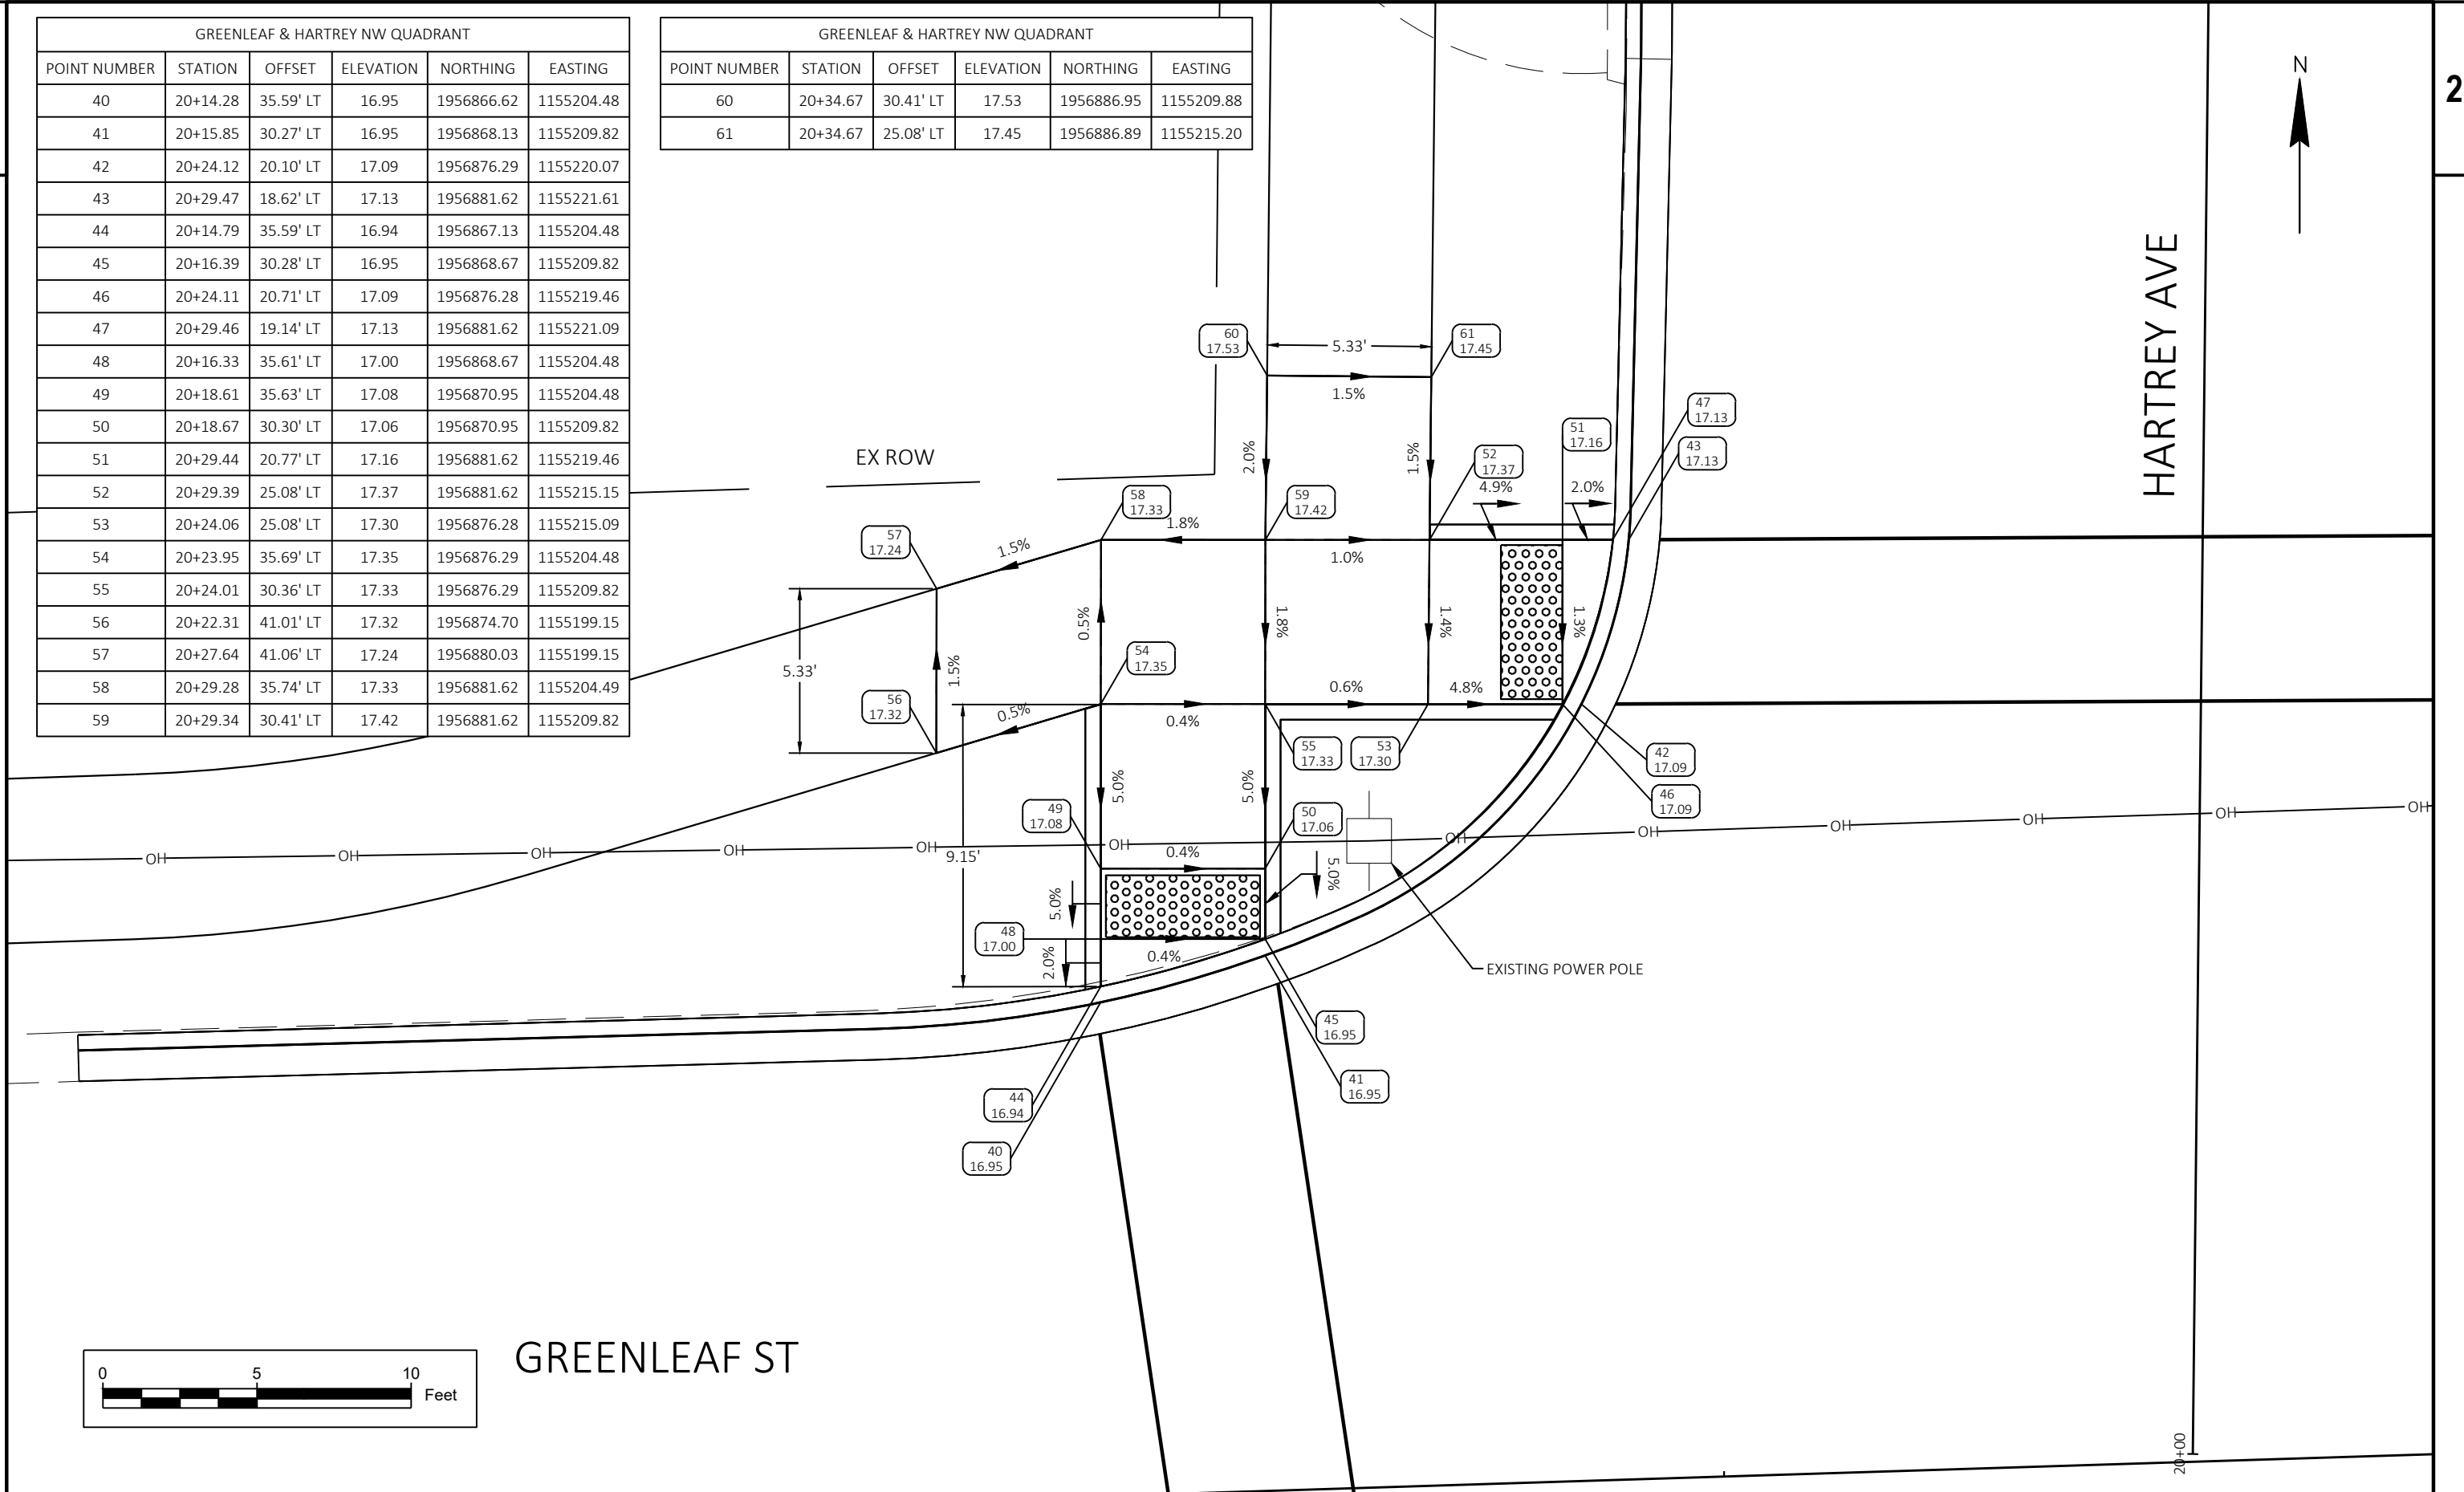 GREENLEAF & HARTREY NW QUADRANT
POINT NUMBER STATION OFFSET ELEVATION NORTHING EASTING
40 20+14.28 35.59' LT 16.95 1956866.62 1155204.48
41 20+15.85 30.27' LT 16.95 1956868.13 1155209.82
42 20+24.12 20.10' LT 17.09 1956876.29 1155220.07
43 20+29.47 18.62' LT 17.13 1956881.62 1155221.61
44 20+14.79 35.59' LT 16.94 1956867.13 1155204.48
45 20+16.39 30.28' LT 16.95 1956868.67 1155209.82
46 20+24.11 20.71' LT 17.09 1956876.28 1155219.46
47 20+29.46 19.14' LT 17.13 1956881.62 1155221.09
48 20+16.33 35.61' LT 17.00 1956868.67 1155204.48
49 20+18.61 35.63' LT 17.08 1956870.95 1155204.48
50 20+18.67 30.30' LT 17.06 1956870.95 1155209.82
51 20+29.44 20.77' LT 17.16 1956881.62 1155219.46
52 20+29.39 25.08' LT 17.37 1956881.62 1155215.15
53 20+24.06 25.08' LT 17.30 1956876.28 1155215.09
54 20+23.95 35.69' LT 17.35 1956876.29 1155204.48
55 20+24.01 30.36' LT 17.33 1956876.29 1155209.82
56 20+22.31 41.01' LT 17.32 1956874.70 1155199.15
57 20+27.64 41.06' LT 17.24 1956880.03 1155199.15
58 20+29.28 35.74' LT 17.33 1956881.62 1155204.49
59 20+29.34 30.41' LT 17.42 1956881.62 1155209.82
GREENLEAF & HARTREY NW QUADRANT
POINT NUMBER STATION OFFSET ELEVATION NORTHING EASTING
60 20+34.67 30.41' LT 17.53 1956886.95 1155209.88
61 20+34.67 25.08' LT 17.45 1956886.89 1155215.20
N
2
HARTREY AVE
60
17.53
5.33'
61
17.45
1.5%
47
17.13
51
17.16
43
17.13
2.0%
1.5%
52
17.37
EX ROW
4.9%
2.0%
58
17.33
59
17.42
1.8%
57
17.24
1.5%
1.0%
0.5%
1.8%
1.4%
1.3%
54
17.35
5.33'
1.5%
56
17.32
0.5%
0.6%
4.8%
0.4%
55
17.33
53
17.30
42
17.09
46
17.09
5.0%
5.0%
49
17.08
50
17.06
OH OH OH OH OH OH OH OH OH OH OH OH
9.15'
0.4%
5.0%
5.0%
48
17.00
2.0%
0.4%
EXISTING POWER POLE
45
16.95
41
16.95
44
16.94
40
16.95
GREENLEAF ST
0 5 10
Feet
20+00